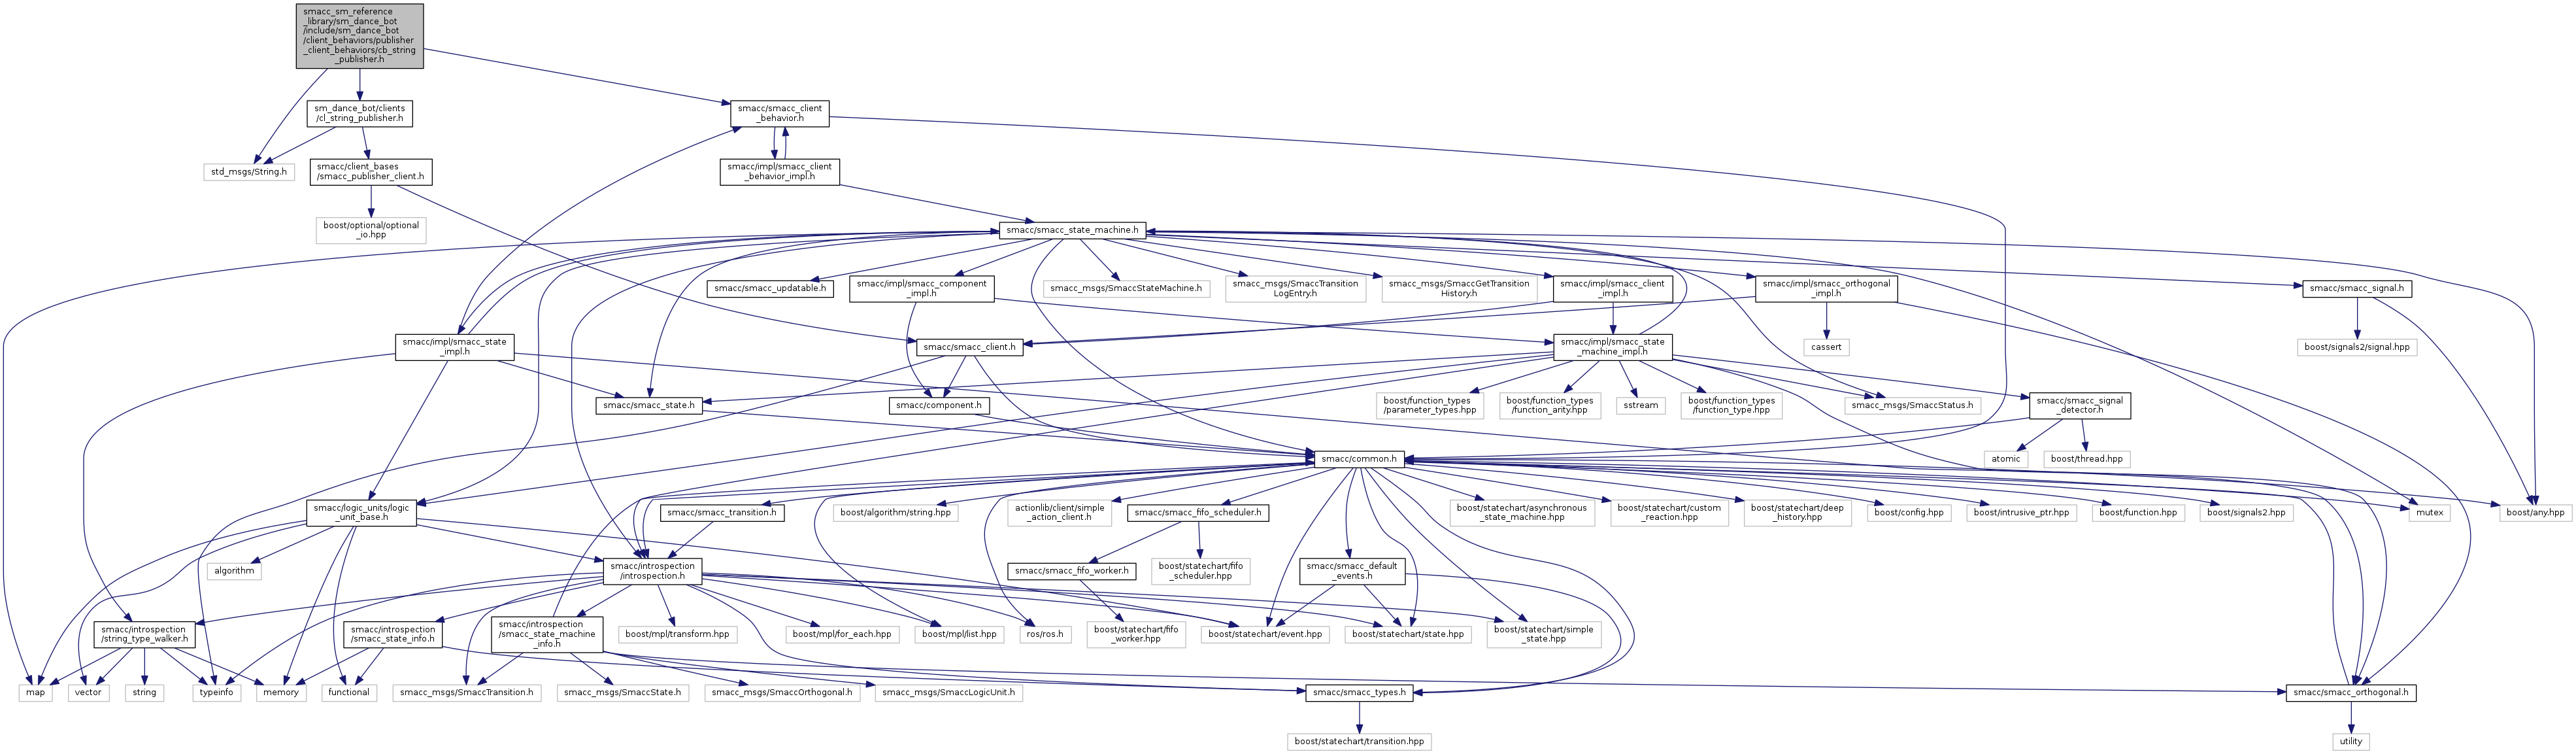 smacc_sm_reference
_library/sm_dance_bot
/include/sm_dance_bot
/client_behaviors/publisher
_client_behaviors/cb_string
_publisher.h
sm_dance_bot/clients
/cl_string_publisher.h
smacc/smacc_client
_behavior.h
std_msgs/String.h
smacc/client_bases
/smacc_publisher_client.h
smacc/impl/smacc_client
_behavior_impl.h
boost/optional/optional
_io.hpp
smacc/smacc_state_machine.h
smacc/smacc_updatable.h
smacc/impl/smacc_component
_impl.h
smacc_msgs/SmaccStateMachine.h
smacc_msgs/SmaccTransition
LogEntry.h
smacc_msgs/SmaccGetTransition
History.h
smacc/impl/smacc_client
_impl.h
smacc/impl/smacc_orthogonal
_impl.h
smacc/smacc_signal.h
smacc/impl/smacc_state
_impl.h
smacc/smacc_client.h
smacc/impl/smacc_state
_machine_impl.h
cassert
boost/signals2/signal.hpp
smacc/smacc_state.h
smacc/component.h
boost/function_types
/parameter_types.hpp
boost/function_types
/function_arity.hpp
sstream
boost/function_types
/function_type.hpp
smacc_msgs/SmaccStatus.h
smacc/smacc_signal
_detector.h
smacc/common.h
atomic
boost/thread.hpp
smacc/logic_units/logic
_unit_base.h
smacc/smacc_transition.h
boost/algorithm/string.hpp
actionlib/client/simple
_action_client.h
smacc/smacc_fifo_scheduler.h
boost/statechart/asynchronous
_state_machine.hpp
boost/statechart/custom
_reaction.hpp
boost/statechart/deep
_history.hpp
boost/config.hpp
boost/intrusive_ptr.hpp
boost/function.hpp
boost/signals2.hpp
mutex
boost/any.hpp
algorithm
smacc/introspection
/introspection.h
smacc/smacc_fifo_worker.h
boost/statechart/fifo
_scheduler.hpp
smacc/smacc_default
_events.h
smacc/introspection
/string_type_walker.h
smacc/introspection
/smacc_state_info.h
smacc/introspection
/smacc_state_machine
_info.h
boost/mpl/transform.hpp
boost/mpl/for_each.hpp
boost/mpl/list.hpp
ros/ros.h
boost/statechart/fifo
_worker.hpp
boost/statechart/event.hpp
boost/statechart/state.hpp
boost/statechart/simple
_state.hpp
map
vector
string
typeinfo
memory
functional
smacc_msgs/SmaccTransition.h
smacc_msgs/SmaccState.h
smacc_msgs/SmaccOrthogonal.h
smacc_msgs/SmaccLogicUnit.h
smacc/smacc_types.h
smacc/smacc_orthogonal.h
boost/statechart/transition.hpp
utility